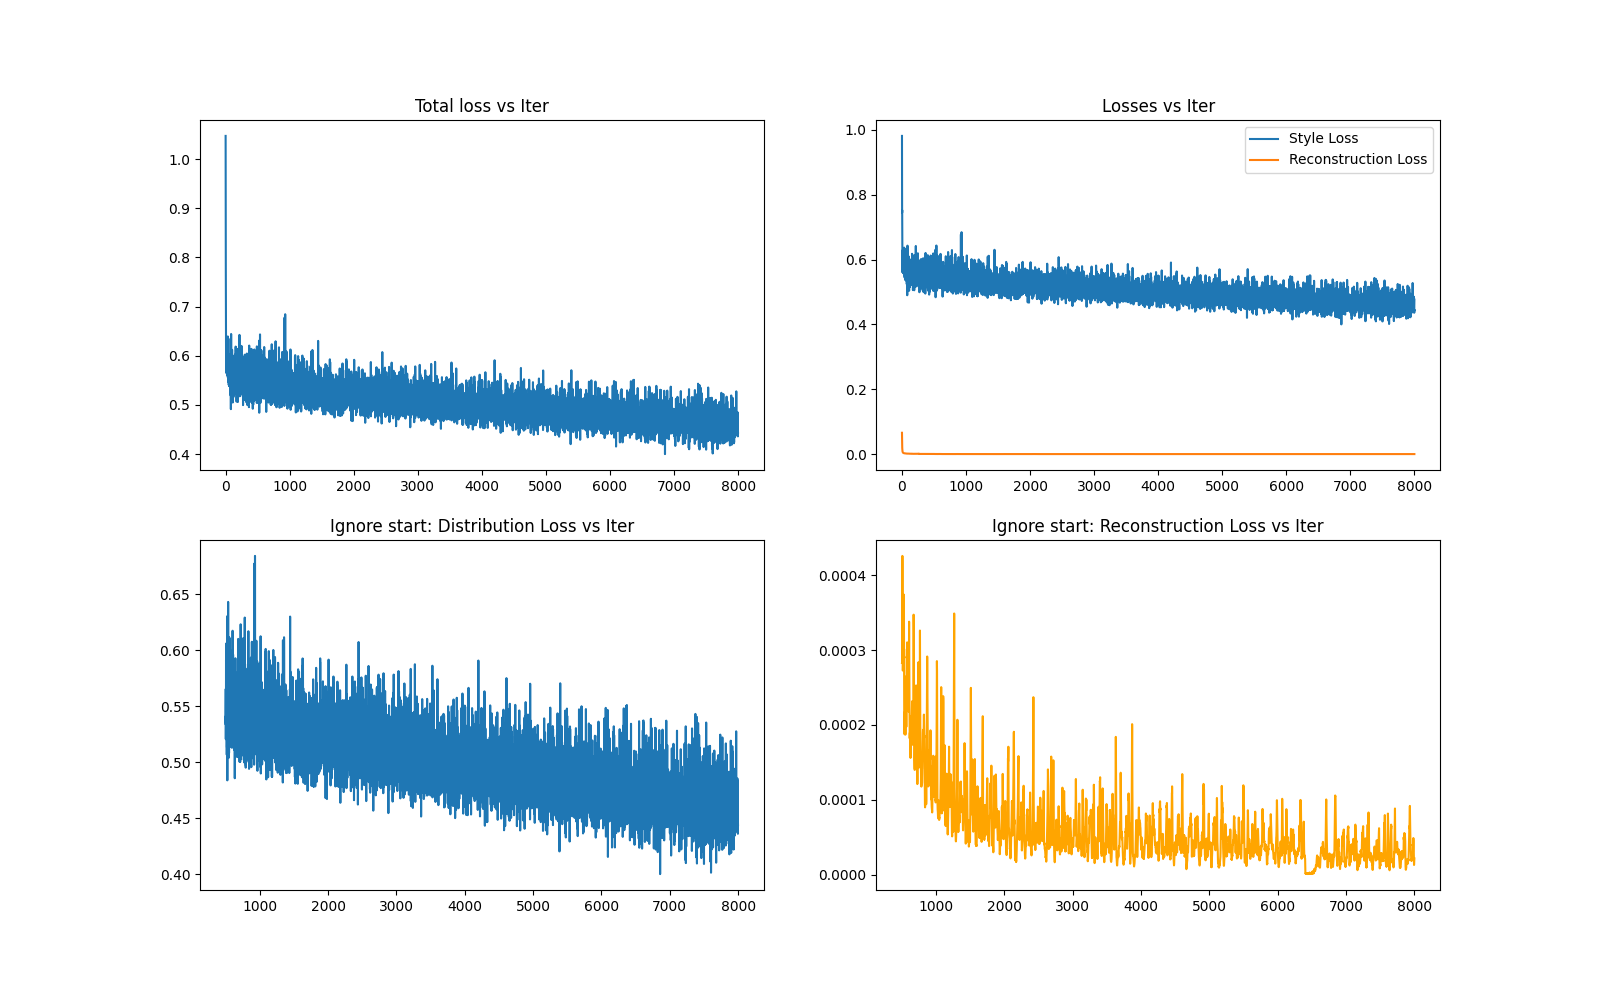 Total loss vs Iter
1.0
0.9
0.8
0.7
0.6
0.5
0.4
0 1000 2000 3000 4000 5000 6000 7000 8000
Losses vs Iter
Style Loss
Reconstruction Loss
1.0
0.8
0.6
0.4
0.2
0.0
0 1000 2000 3000 4000 5000 6000 7000 8000
Ignore start: Distribution Loss vs Iter
0.65
0.60
0.55
0.50
0.45
0.40
1000 2000 3000 4000 5000 6000 7000 8000
Ignore start: Reconstruction Loss vs Iter
0.0004
0.0003
0.0002
0.0001
0.0000
1000 2000 3000 4000 5000 6000 7000 8000